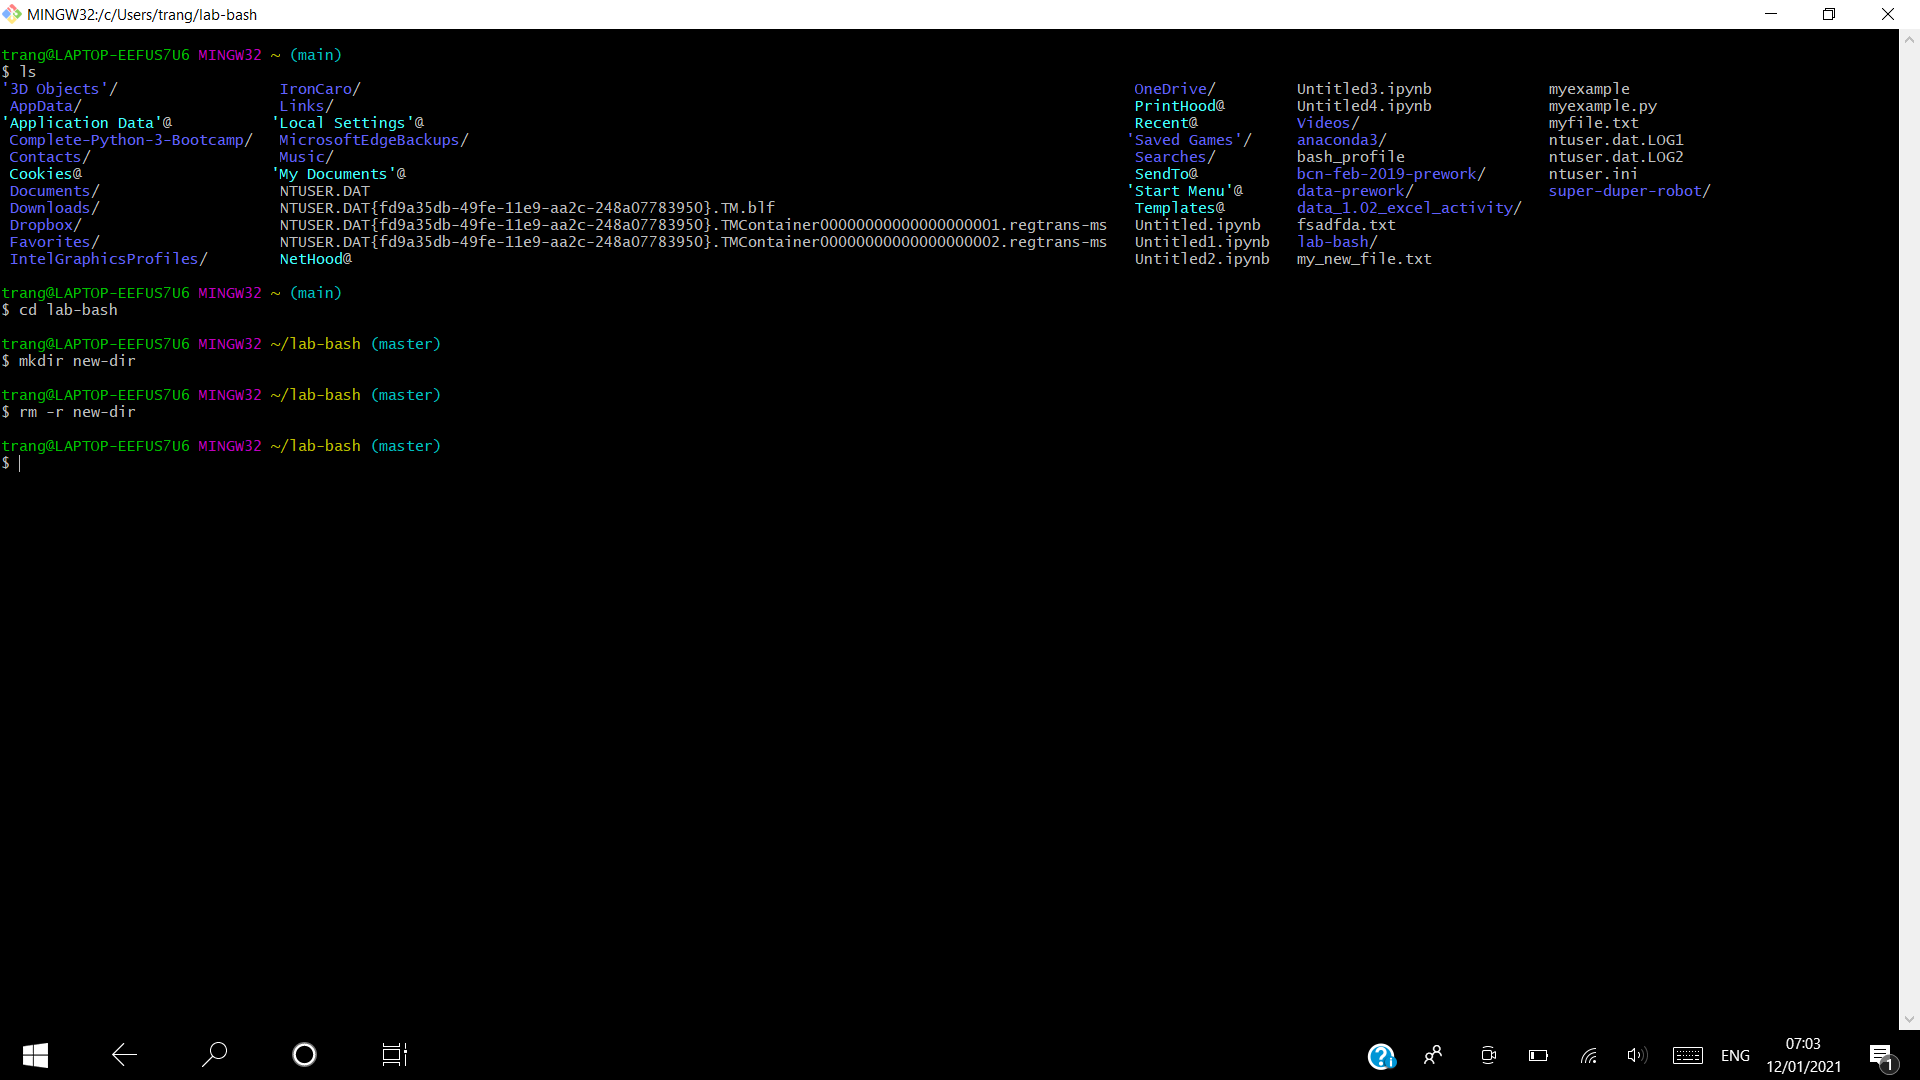 MINGW32:/c/Users/trang/lab-bash
trang@LAPTOP-EEFUS7U6 MINGW32 ~ (main)
$ ls
'3D Objects'/ IronCaro/ OneDrive/ Untitled3.ipynb myexample
AppData/ Links/ PrintHood@ Untitled4.ipynb myexample.py
'Application Data'@ 'Local Settings'@ Recent@ Videos/ myfile.txt
Complete-Python-3-Bootcamp/ MicrosoftEdgeBackups/ 'Saved Games'/ anaconda3/ ntuser.dat.LOG1
Contacts/ Music/ Searches/ bash_profile ntuser.dat.LOG2
Cookies@ 'My Documents'@ SendTo@ bcn-feb-2019-prework/ ntuser.ini
Documents/ NTUSER.DAT 'Start Menu'@ data-prework/ super-duper-robot/
Downloads/ NTUSER.DAT{fd9a35db-49fe-11e9-aa2c-248a07783950}.TM.blf Templates@ data_1.02_excel_activity/
Dropbox/ NTUSER.DAT{fd9a35db-49fe-11e9-aa2c-248a07783950}.TMContainer00000000000000000001.regtrans-ms Untitled.ipynb fsadfda.txt
Favorites/ NTUSER.DAT{fd9a35db-49fe-11e9-aa2c-248a07783950}.TMContainer00000000000000000002.regtrans-ms Untitled1.ipynb lab-bash/
IntelGraphicsProfiles/ NetHood@ Untitled2.ipynb my_new_file.txt
trang@LAPTOP-EEFUS7U6 MINGW32 ~ (main)
$ cd lab-bash
trang@LAPTOP-EEFUS7U6 MINGW32 ~/lab-bash (master)
$ mkdir new-dir
trang@LAPTOP-EEFUS7U6 MINGW32 ~/lab-bash (master)
$ rm -r new-dir
trang@LAPTOP-EEFUS7U6 MINGW32 ~/lab-bash (master)
$
ENG
07:03
12/01/2021
1